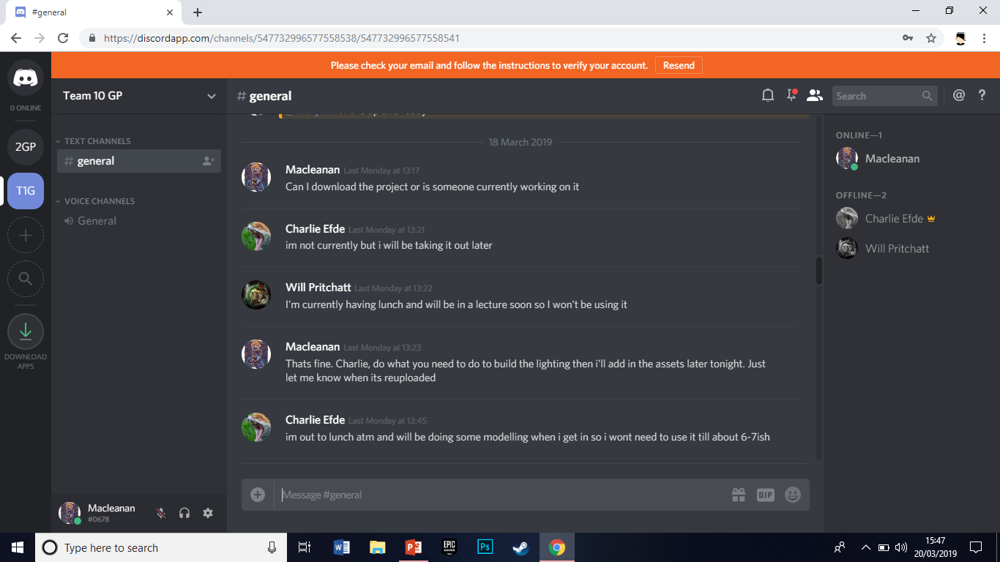 #general
https://discordapp.com/channels/547732996577558538/547732996577558541
Please check your email and follow the instructions to verify your account. Resend
0 ONLINE
2GP
T1G
DOWNLOAD
APPS
Team 10 GP
TEXT CHANNELS
# general
VOICE CHANNELS
General
Macleanan
#0678
# general
Search
@ ?
18 March 2019
Macleanan Last Monday at 13:17
Can I download the project or is someone currently working on it
Charlie Efde Last Monday at 13:21
im not currently but i will be taking it out later
Will Pritchatt Last Monday at 13:22
I'm currently having lunch and will be in a lecture soon so I won't be using it
Macleanan Last Monday at 13:23
Thats fine. Charlie, do what you need to do to build the lighting then i'll add in the assets later tonight. Just
let me know when its reuploaded
Charlie Efde Last Monday at 13:45
im out to lunch atm and will be doing some modelling when i get in so i wont need to use it till about 6-7ish
Message #general
GIF
ONLINE—1
Macleanan
OFFLINE—2
Charlie Efde
Will Pritchatt
Type here to search
EPIC
GAMES
Ps
15:47
20/03/2019